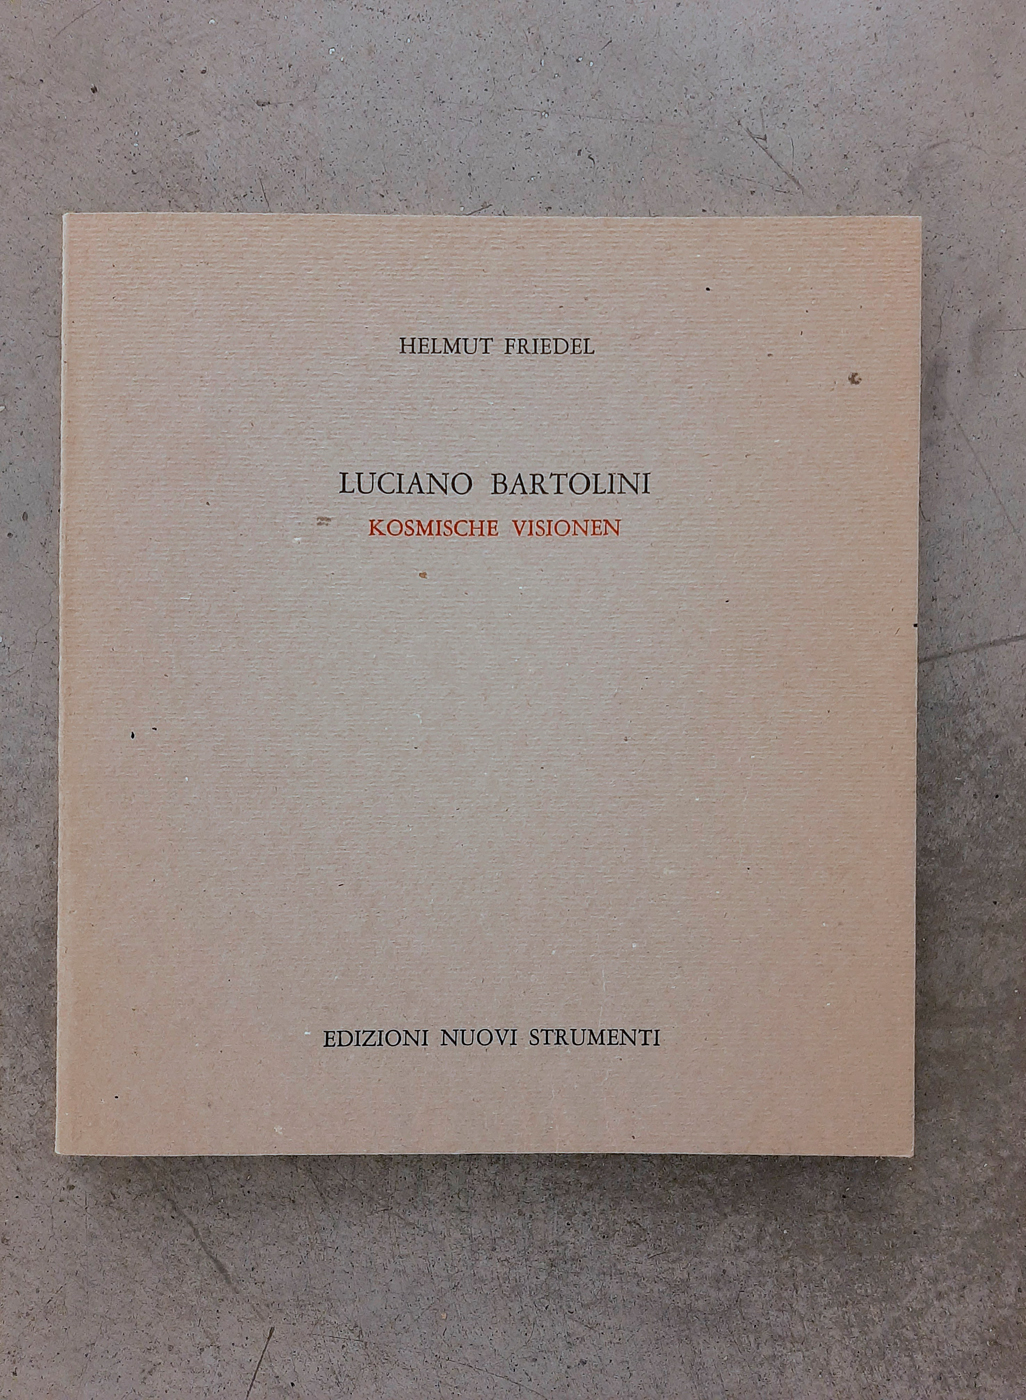 HELMUT FRIEDEL
LUCIANO BARTOLINI
KOSMISCHE VISIONEN
EDIZIONI NUOVI STRUMENTI